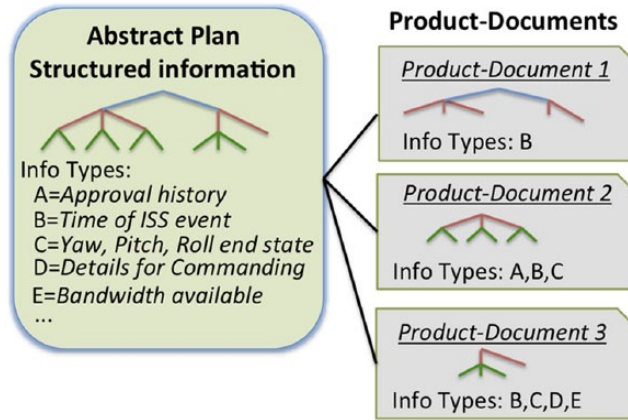 Abstract Plan
Structured information
Info Types:
A=Approval history
B=Time of ISS event
C=Yaw, Pitch, Roll end state
D=Details for Commanding
E=Bandwidth available
...
Product-Documents
Product-Document 1
Info Types: B
Product-Document 2
Info Types: A,B,C
Product-Document 3
Info Types: B,C,D,E